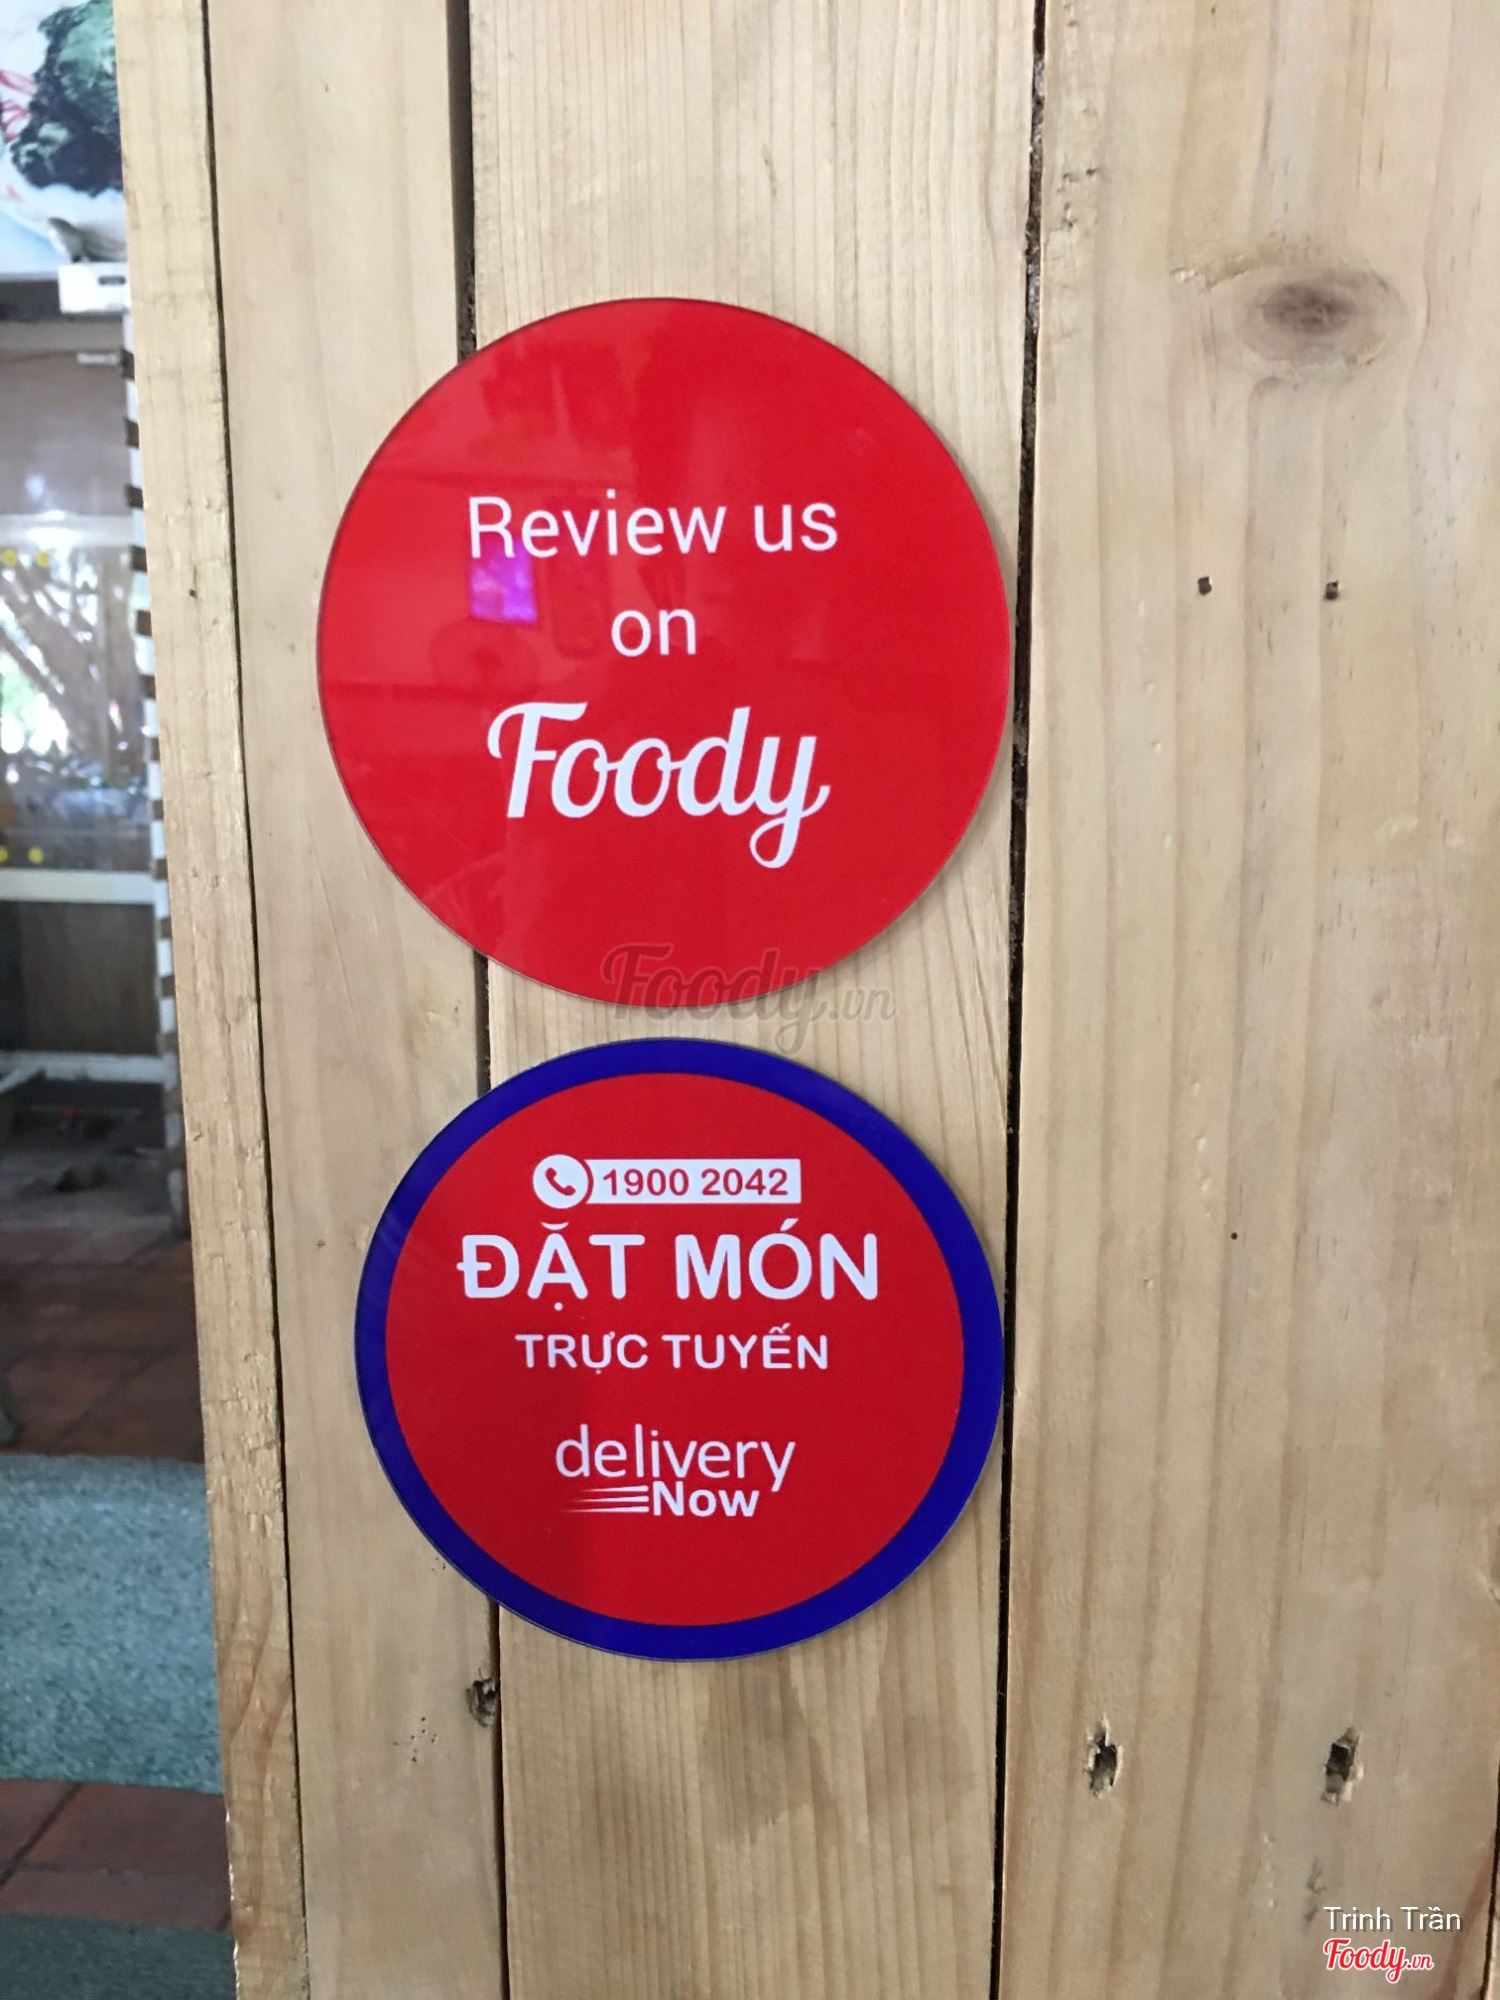 Review us
on
Foody
Foody.vn
1900 2042
ĐẶT MÓN
TRỰC TUYẾN
delivery
Now
Trinh Trần
Foody.vn